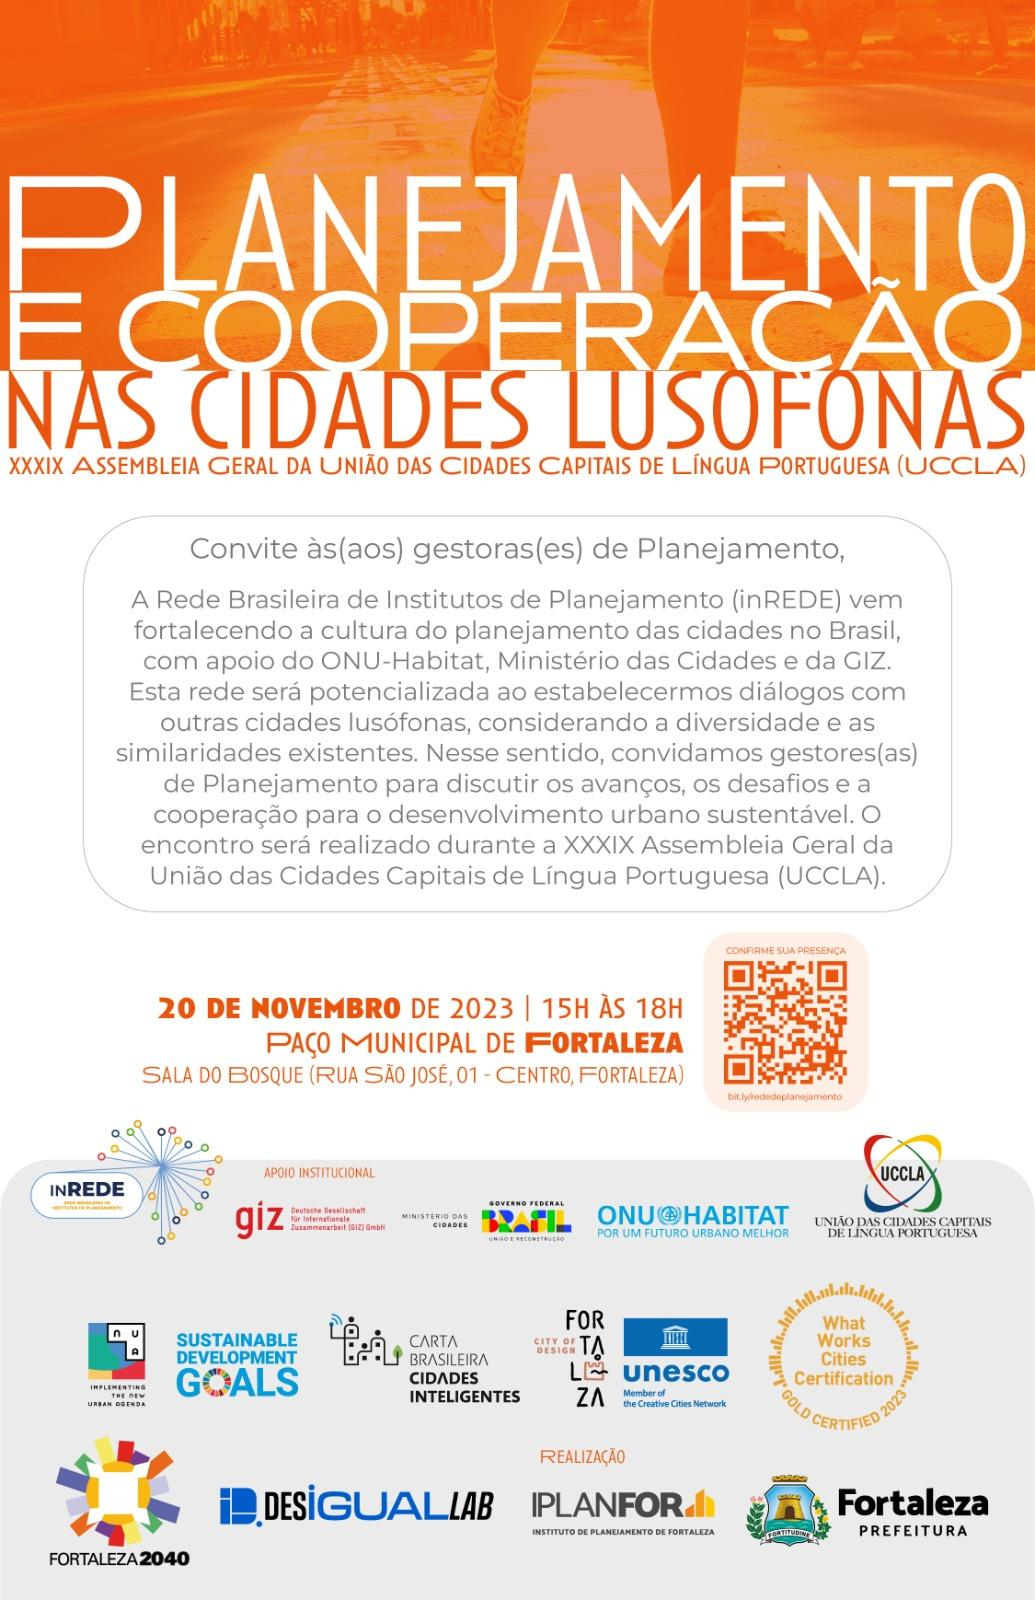 PLANEJAMENTO
E COOPERAÇÃO
NAS CIDADES LUSÓFONAS
XXXIX ASSEMBLEIA GERAL DA UNIÃO DAS CIDADES CAPITAIS DE LÍNGUA PORTUGUESA (UCCLA)
Convite às(aos) gestoras(es) de Planejamento,
A Rede Brasileira de Institutos de Planejamento (inREDE) vem
fortalecendo a cultura do planejamento das cidades no Brasil,
com apoio do ONU-Habitat, Ministério das Cidades e da GIZ.
Esta rede será potencializada ao estabelecermos diálogos com
outras cidades lusófonas, considerando a diversidade e as
similaridades existentes. Nesse sentido, convidamos gestores(as)
de Planejamento para discutir os avanços, os desafios e a
cooperação para o desenvolvimento urbano sustentável. O
encontro será realizado durante a XXXIX Assembleia Geral da
União das Cidades Capitais de Língua Portuguesa (UCCLA).
CONFIRME SUA PRESENÇA
20 DE NOVEMBRO DE 2023 | 15H ÀS 18H
PAÇO MUNICIPAL DE FORTALEZA
SALA DO BOSQUE (RUA SÃO JOSÉ, 01 - CENTRO, FORTALEZA)
bit.ly/rededeplanejamento
INREDE
REDE BRASILEIRA DE
INSTITUTOS DE PLANEJAMENTO
APOIO INSTITUCIONAL
giz
Deutsche Gesellschaft
für Internationale
Zusammenarbeit (GIZ) GmbH
MINISTÉRIO DAS
CIDADES
GOVERNO FEDERAL
BRASIL
UNIÃO E RECONSTRUÇÃO
ONU HABITAT
POR UM FUTURO URBANO MELHOR
UCCLA
UNIÃO DAS CIDADES CAPITAIS
DE LÍNGUA PORTUGUESA
NUA
IMPLEMENTING
THE NEW
URBAN AGENDA
SUSTAINABLE
DEVELOPMENT
GOALS
CARTA
BRASILEIRA
CIDADES
INTELIGENTES
CITY OF
DESIGN
FOR
TA
LE
ZA
unesco
Member of
the Creative Cities Network
What
Works
Cities
Certification
GOLD CERTIFIED 2023
FORTALEZA2040
DESIGUALLAB
REALIZAÇÃO
IPLANFOR
INSTITUTO DE PLANEJAMENTO DE FORTALEZA
FORTITUDINE
Fortaleza
PREFEITURA